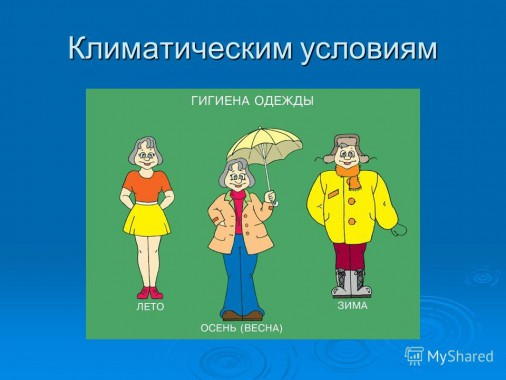 Климатическим условиям
ГИГИЕНА ОДЕЖДЫ
ЛЕТО
ОСЕНЬ (ВЕСНА)
ЗИМА
MyShared